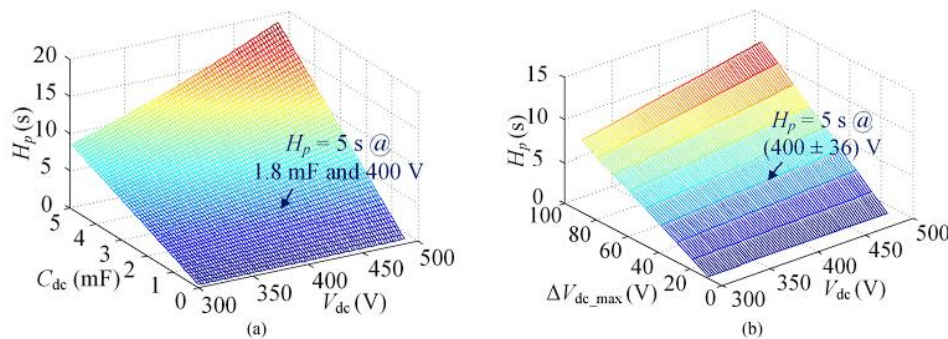 20
15
10
5
0
H_p (s)
H_p = 5 s @
1.8 mF and 400 V
5
4
3
2
1
0
C_dc (mF)
300
350
400
450
500
V_dc (V)
(a)
15
10
5
0
H_p (s)
H_p = 5 s @
(400 ± 36) V
100
80
60
40
20
0
ΔV_dc_max (V)
300
350
400
450
500
V_dc (V)
(b)